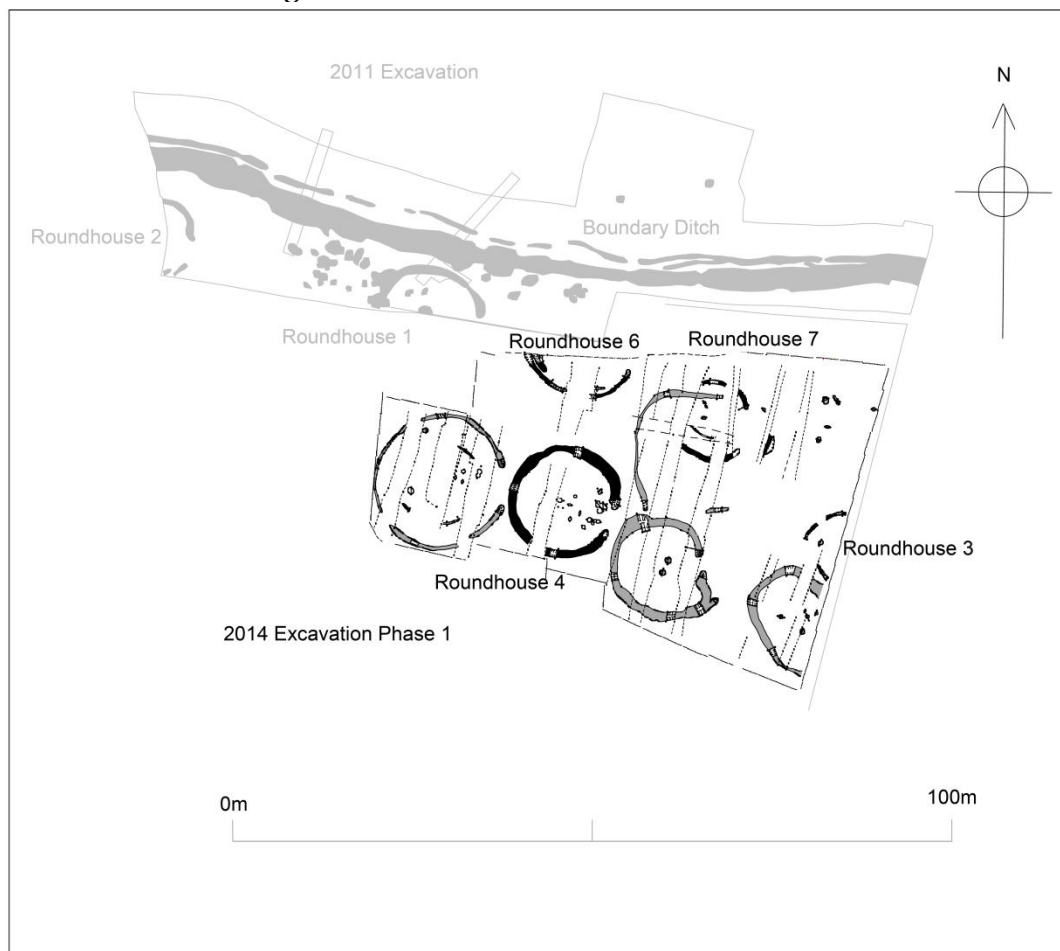 2011 Excavation
N
Boundary Ditch
Roundhouse 2
Roundhouse 1
Roundhouse 6
Roundhouse 7
Roundhouse 3
Roundhouse 4
2014 Excavation Phase 1
0m
100m